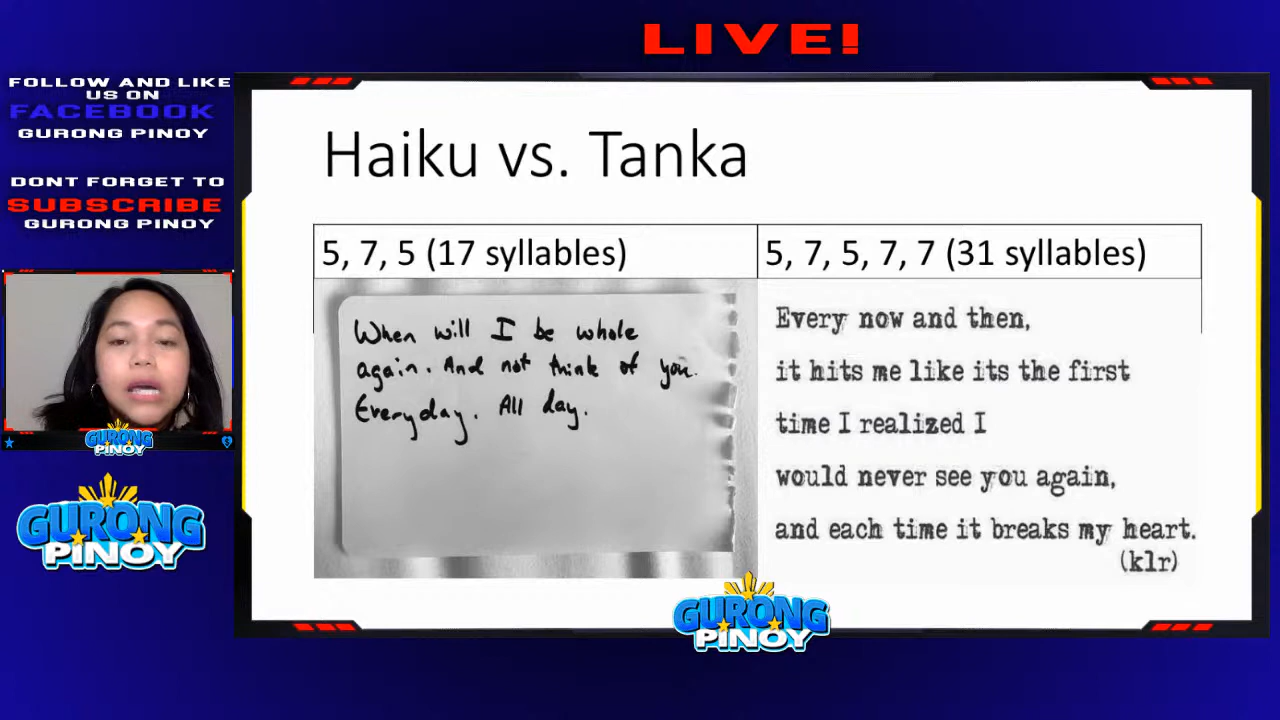 LIVE!
FOLLOW AND LIKE
US ON
FACEBOOK
GURONG PINOY
DONT FORGET TO
SUBSCRIBE
GURONG PINOY
GURONG
PINOY
GURONG
PINOY
Haiku vs. Tanka
5, 7, 5 (17 syllables)
When will I be whole
again. And not think of you.
Everyday. All day.
5, 7, 5, 7, 7 (31 syllables)
Every now and then,
it hits me like its the first
time I realized I
would never see you again,
and each time it breaks my heart.
(klr)
GURONG
PINOY